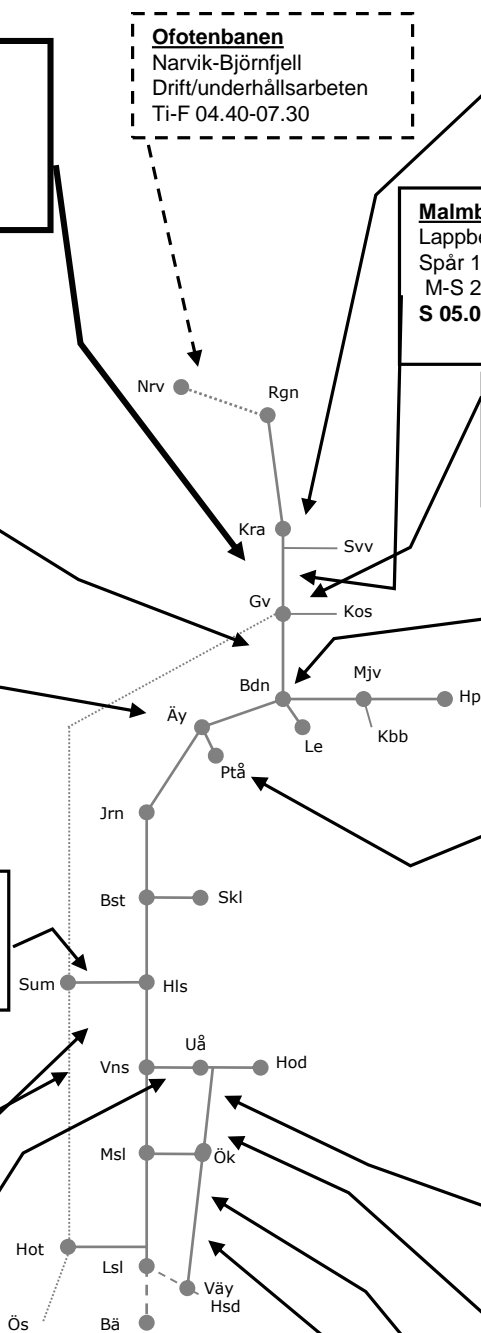 Ofotenbanen
Narvik-Björnfjell
Drift/underhållsarbeten
Ti-F 04.40-07.30
Spår 1
M-S 2
S 05.0
Nrv
Rgn
Kra
Svv
Gv
Kos
Bdn
Mjv
Hp
Äy
Le
Kbb
Ptå
Jrn
Bst
Skl
Sum
Hls
Uå
Vns
Hod
Msl
Ök
Hot
Lsl
Väy
Hsd
Ös
Bä